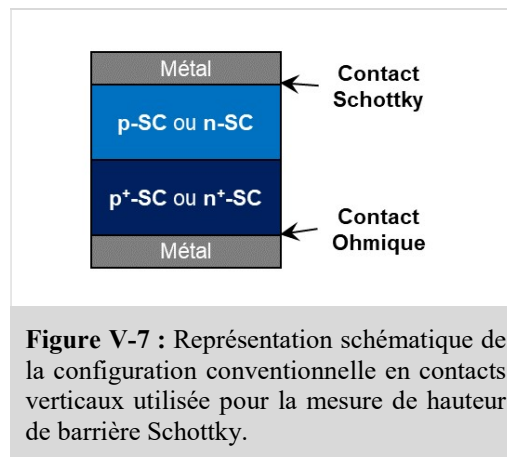 Métal
Contact
Schottky
p-SC ou n-SC
p⁺-SC ou n⁺-SC
Contact
Ohmique
Métal
Figure V-7 : Représentation schématique de
la configuration conventionnelle en contacts
verticaux utilisée pour la mesure de hauteur
de barrière Schottky.